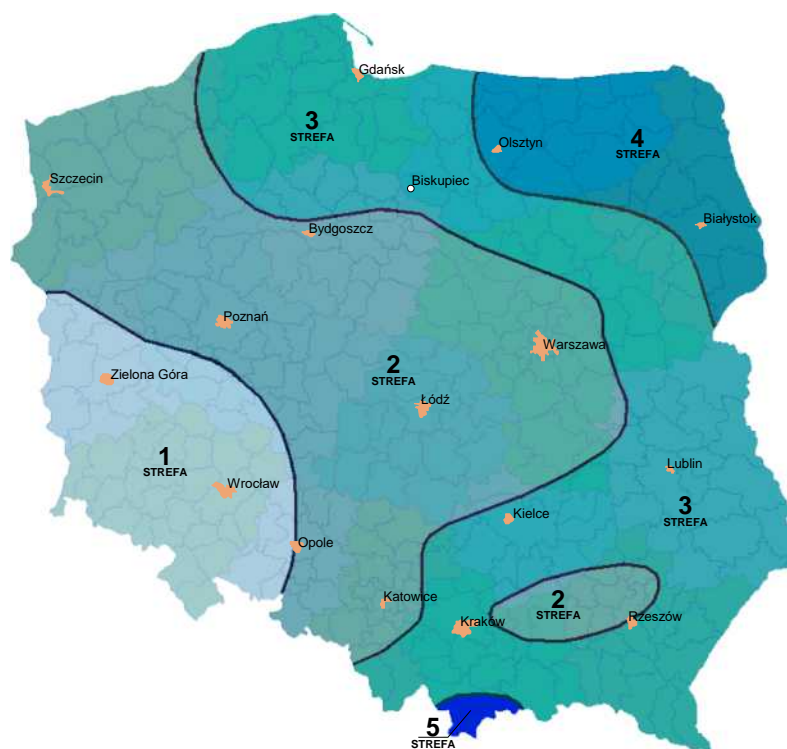 Gdańsk
3
STREFA
4
STREFA
Olsztyn
Szczecin
Biskupiec
Białystok
Bydgoszcz
Poznań
Warszawa
2
STREFA
Zielona Góra
Łódź
1
STREFA
Lublin
Wrocław
3
STREFA
Kielce
Opole
Katowice
2
STREFA
Kraków
Rzeszów
5
STREFA